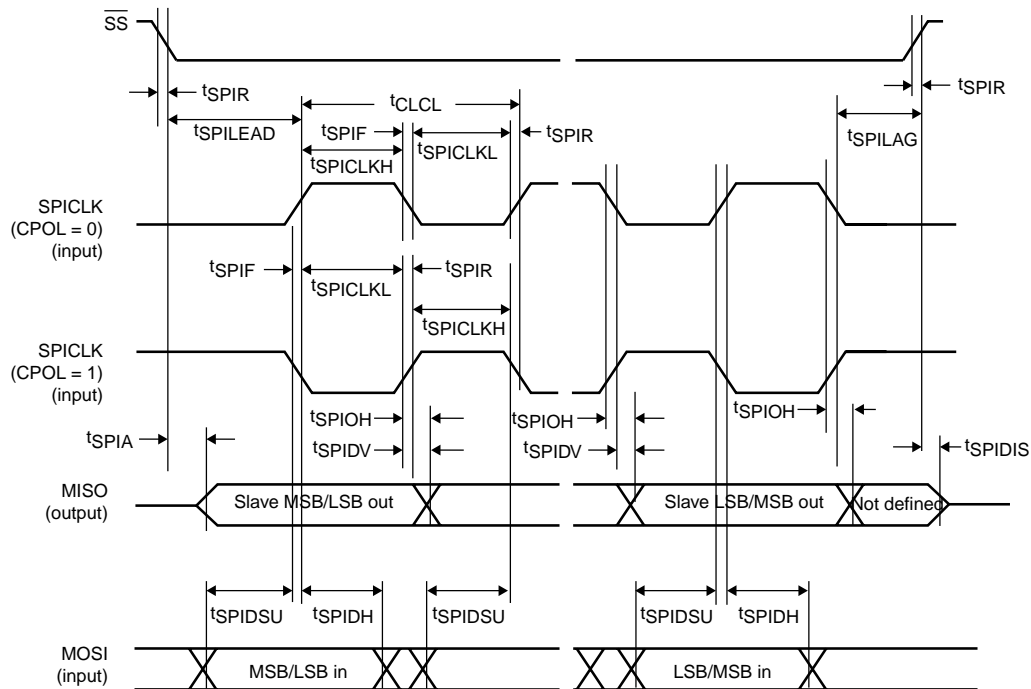 SS
tSPIR
tCLCL
tSPIR
tSPILEAD
tSPIF
tSPICLKL
tSPIR
tSPILAG
tSPICLKH
SPICLK
(CPOL = 0)
(input)
tSPIF
tSPICLKL
tSPIR
tSPICLKH
SPICLK
(CPOL = 1)
(input)
tSPIOH
tSPIOH
tSPIOH
tSPIA
tSPIDV
tSPIDV
tSPIDIS
MISO
(output)
Slave MSB/LSB out
Slave LSB/MSB out
Not defined
tSPIDSU
tSPIDH
tSPIDSU
tSPIDSU
tSPIDH
MOSI
(input)
MSB/LSB in
LSB/MSB in